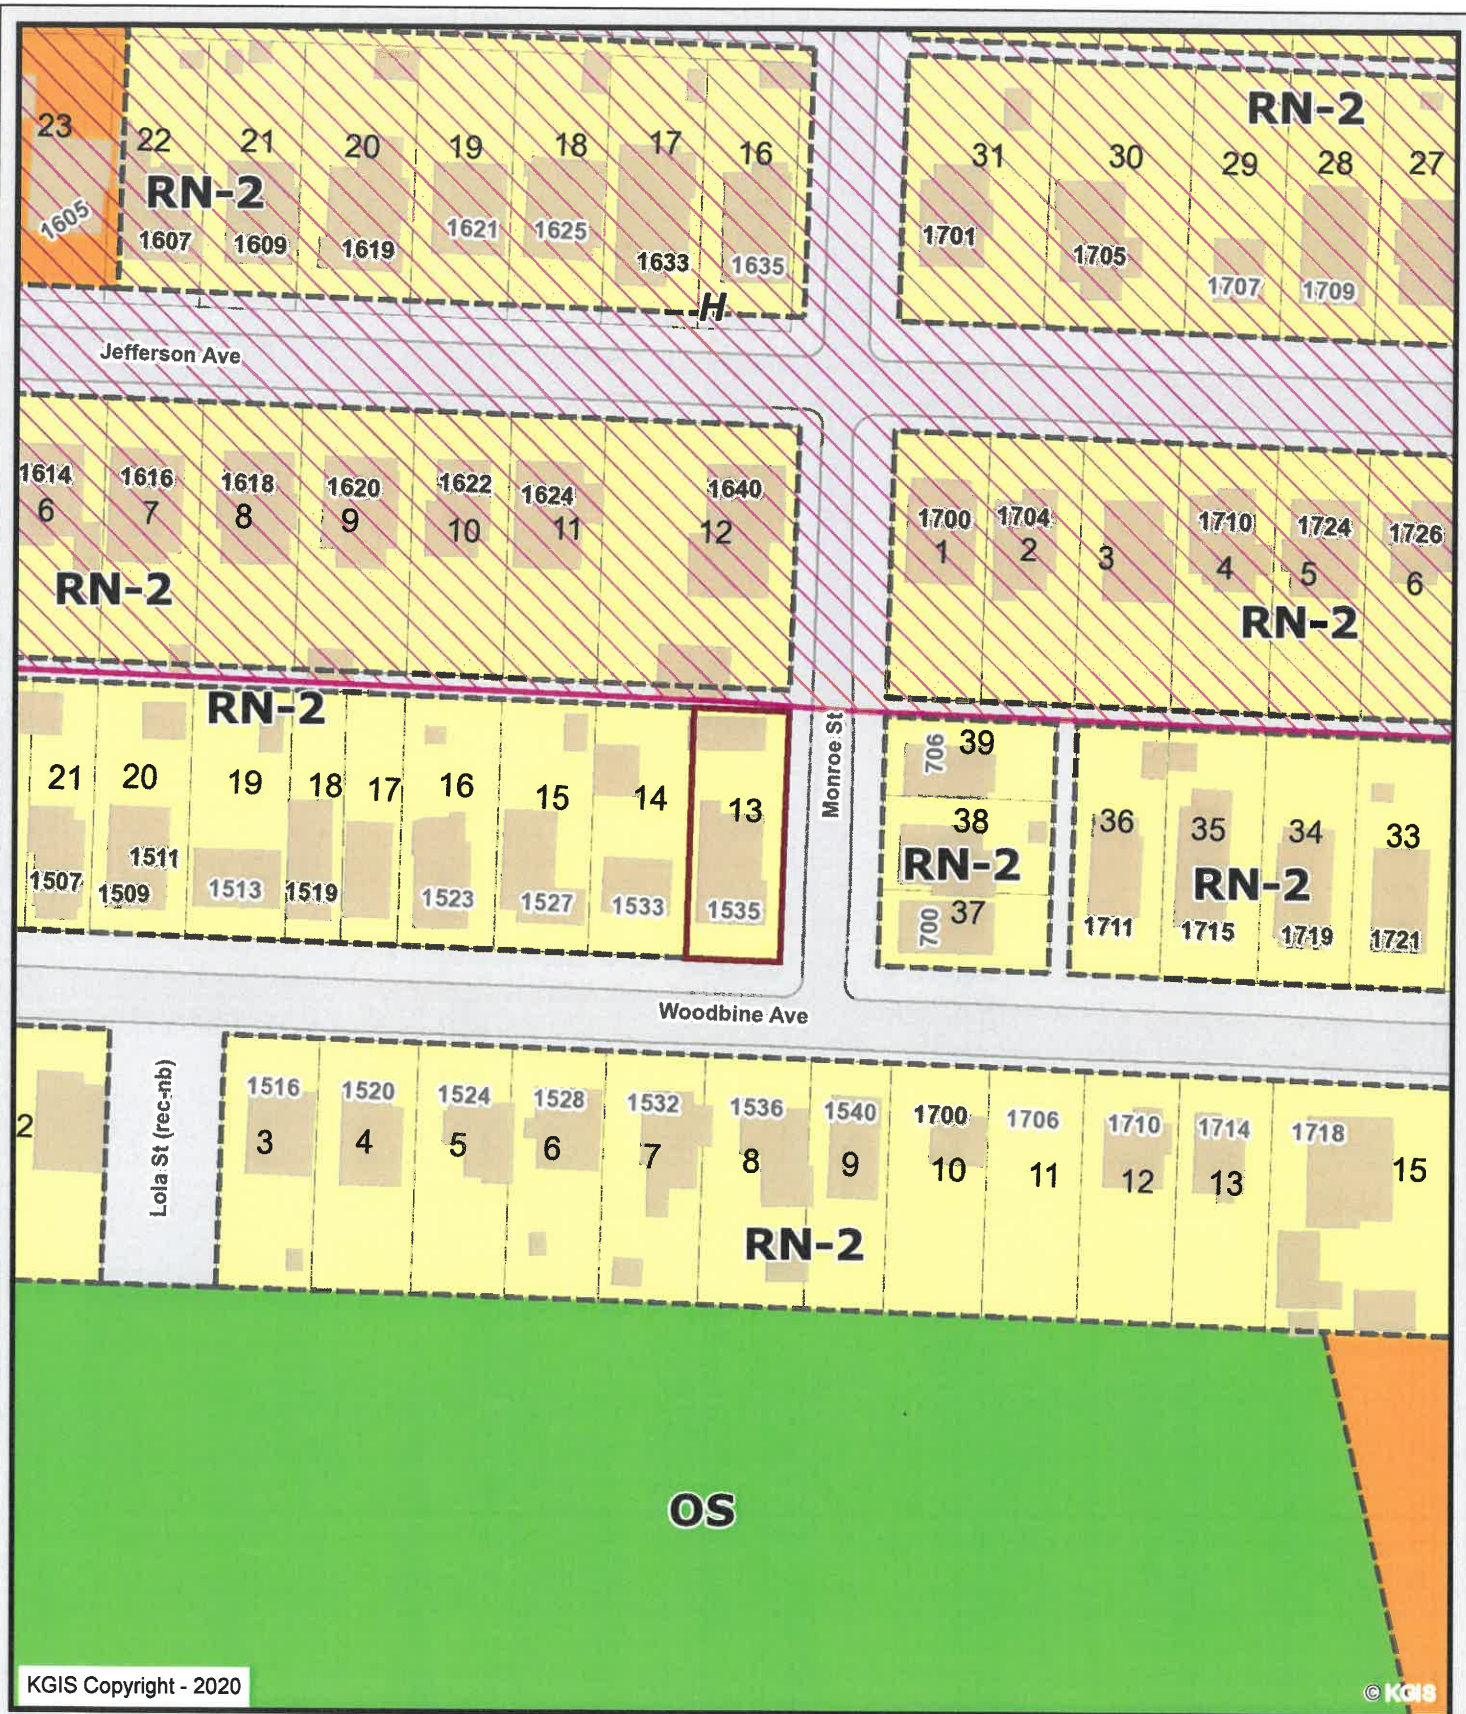 RN-2
23 22 21 20 19 18 17 16 31 30 29 28 27
RN-2
1605 1607 1609 1619 1621 1625 1633 1635 1701 1705 1707 1709
H
Jefferson Ave
1614 1616 1618 1620 1622 1624 1640 1700 1704 1710 1724 1726
6 7 8 9 10 11 12 1 2 3 4 5 6
RN-2 RN-2
RN-2
Monroe St
706 39
21 20 19 18 17 16 15 14 13 38 36 35 34 33
RN-2 RN-2
1507 1509 1511 1513 1519 1523 1527 1533 1535 700 37 1711 1715 1719 1721
Woodbine Ave
Lola St (rec-nb)
1516 1520 1524 1528 1532 1536 1540 1700 1706 1710 1714 1718
2 3 4 5 6 7 8 9 10 11 12 13 15
RN-2
OS
KGIS Copyright - 2020
© KGIS